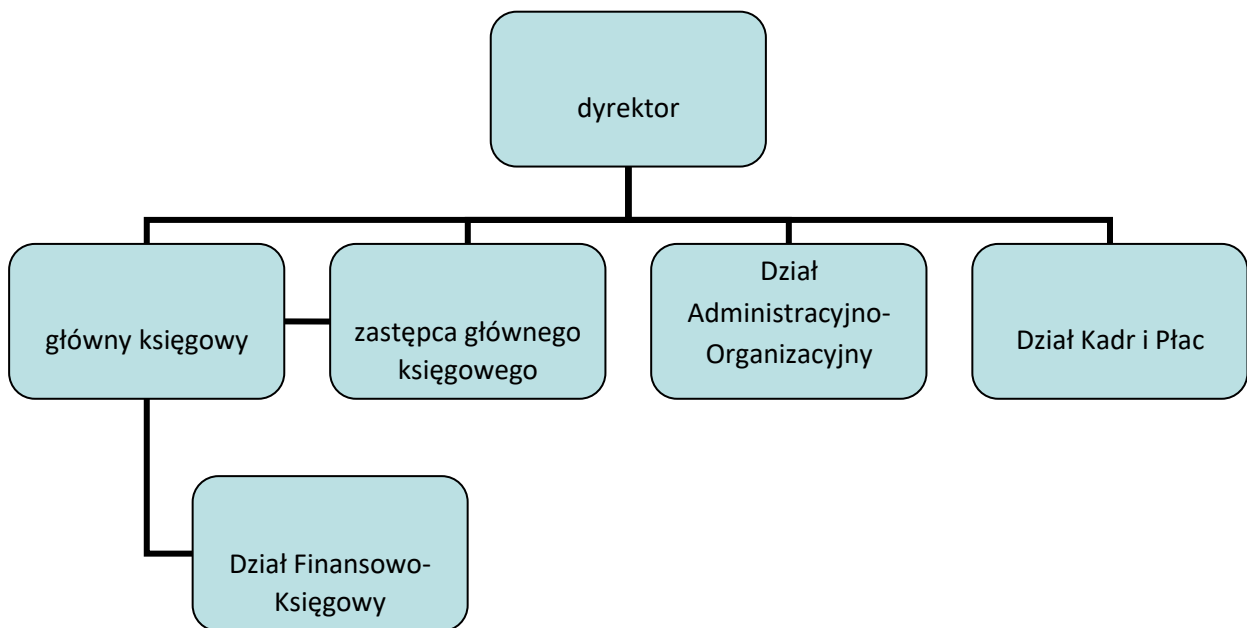 dyrektor
główny księgowy
zastępca głównego
księgowego
Dział
Administracyjno-
Organizacyjny
Dział Kadr i Płac
Dział Finansowo-
Księgowy